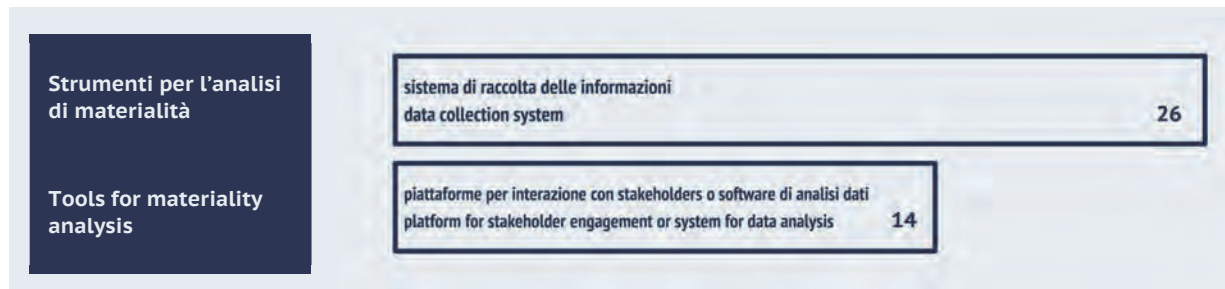 Strumenti per l'analisi
di materialità
Tools for materiality
analysis
sistema di raccolta delle informazioni
data collection system
26
piattaforme per interazione con stakeholders o software di analisi dati
platform for stakeholder engagement or system for data analysis
14